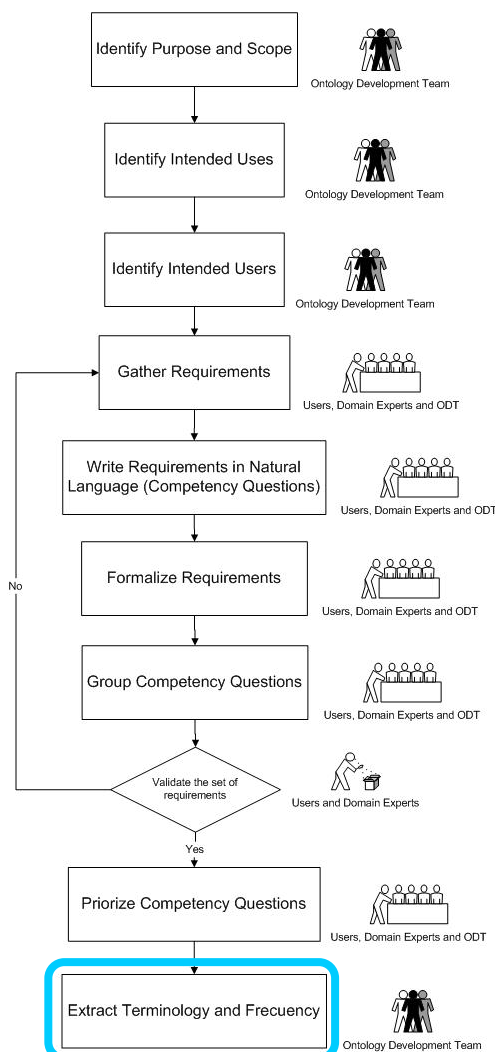 Identify Purpose and Scope
Ontology Development Team
Identify Intended Uses
Ontology Development Team
Identify Intended Users
Ontology Development Team
Gather Requirements
Users, Domain Experts and ODT
Write Requirements in Natural
Language (Competency Questions)
Users, Domain Experts and ODT
Formalize Requirements
Users, Domain Experts and ODT
No
Group Competency Questions
Users, Domain Experts and ODT
Validate the set of
requirements
Users and Domain Experts
Yes
Priorize Competency Questions
Users, Domain Experts and ODT
Extract Terminology and Frecuency
Ontology Development Team